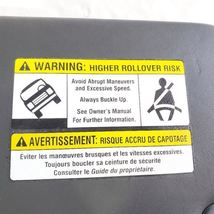 WARNING: HIGHER ROLLOVER RISK
Avoid Abrupt Maneuvers
and Excessive Speed.
Always Buckle Up.
See Owner's Manual
For Further Information.
AVERTISSEMENT: RISQUE ACCRU DE CAPOTAGE
Eviter les manœuvres brusques et les vitesses excessives.
Toujours boucler sa ceinture de sécurité
Consulter le Guide du propriétaire.